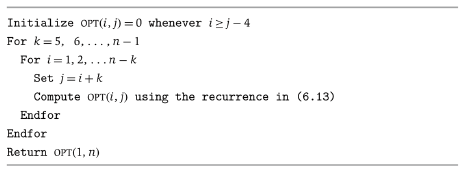 Initialize OPT(i, j) = 0 whenever i ≥ j − 4
For k = 5, 6, . . . , n − 1
For i = 1, 2, . . . n − k
Set j = i + k
Compute OPT(i, j) using the recurrence in (6.13)
Endfor
Endfor
Return OPT(1, n)